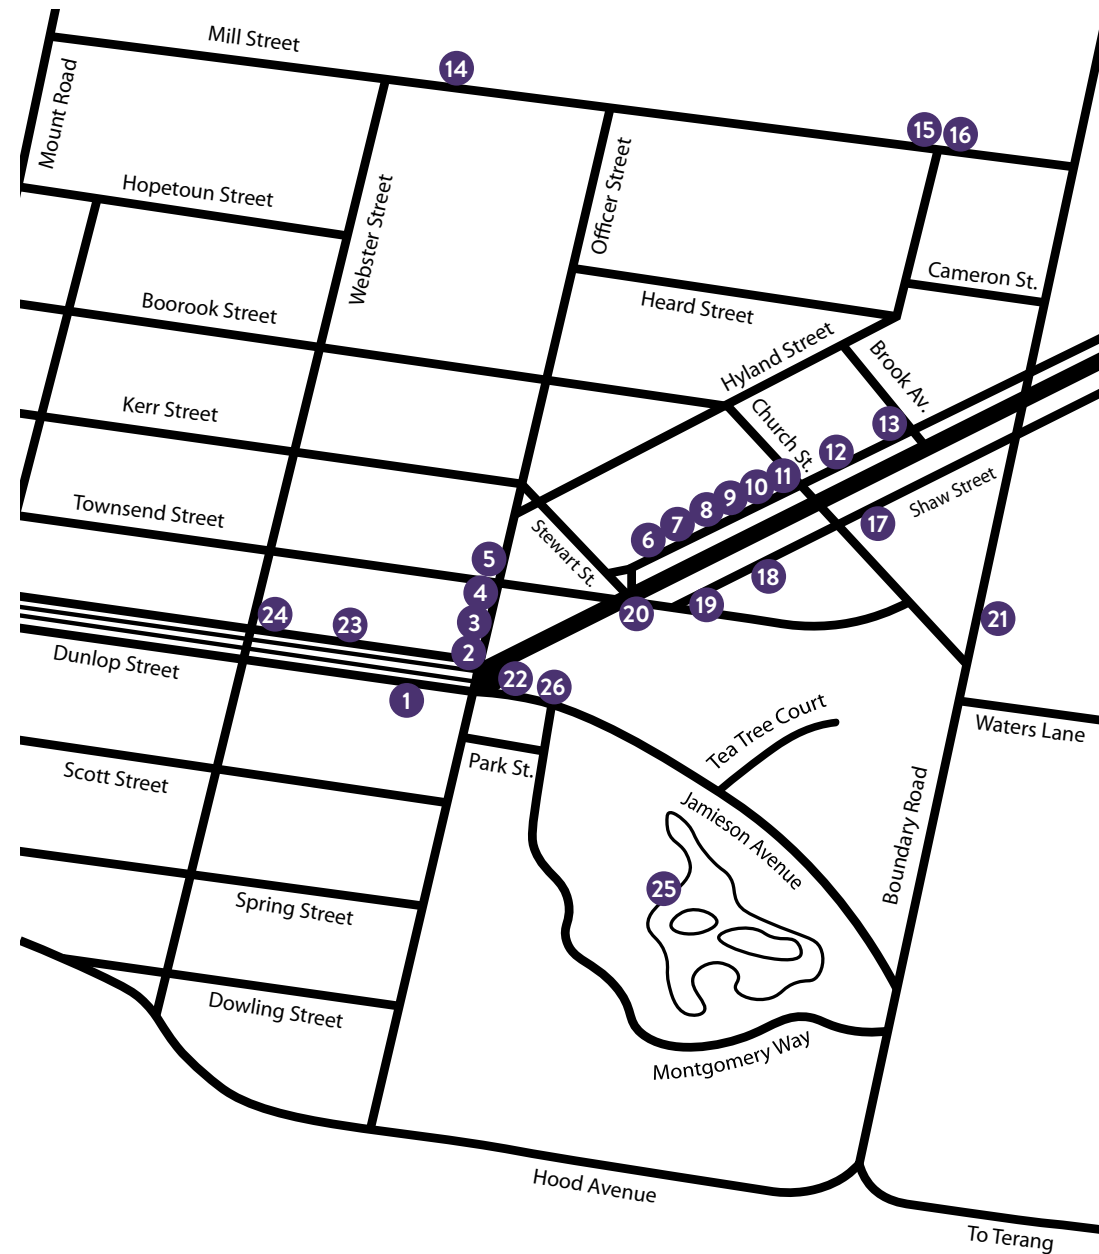 Mill Street
14
Mount Road
15
16
Hopetoun Street
Webster Street
Officer Street
Cameron St.
Boorook Street
Heard Street
Hyland Street
Brook Av.
Kerr Street
Church St.
13
12
11
10
9
8
7
6
Townsend Street
Stewart St.
Shaw Street
17
5
4
3
2
18
19
20
21
24
23
Dunlop Street
1
22
26
Tea Tree Court
Waters Lane
Park St.
Scott Street
Jamieson Avenue
Boundary Road
25
Spring Street
Dowling Street
Montgomery Way
Hood Avenue
To Terang